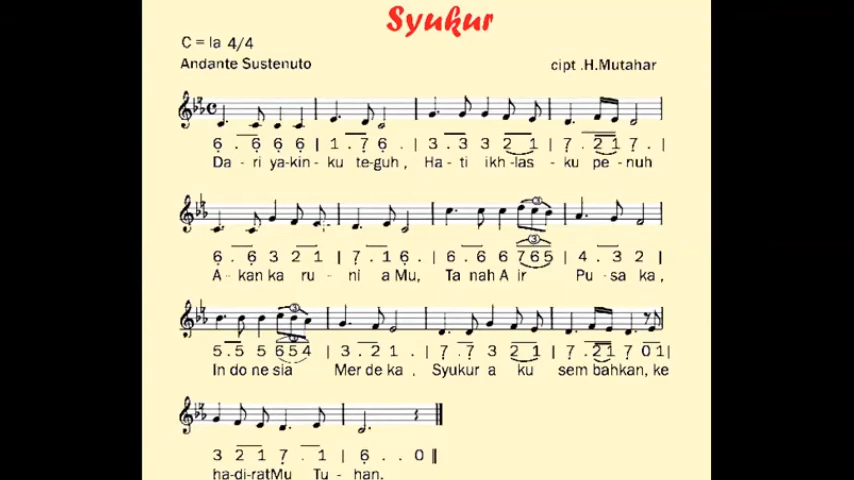 Syukur
C = la 4/4
Andante Sustenuto cipt .H.Mutahar
6 . 6 6 6 | 1 . 7 6 . | 3 . 3 3 2 1 | 7 . 2 1 7 . |
Da - ri ya-kin- ku te-guh , Ha- ti ikh-las - ku pe -nuh
6 . 6 3 2 1 | 7 . 1 6 . | 6 . 6 6 7 6 5 | 4 . 3 2 |
A - kan ka ru - ni a Mu, Ta nah A ir Pu - sa ka ,
5 . 5 5 6 5 4 | 3 . 2 1 . | 7 . 7 3 2 1 | 7 . 2 1 7 0 1 |
In do ne sia Mer de ka , Syukur a ku sem bahkan, ke
3 2 1 7 . 1 | 6 . . 0 ||
ha-di-ratMu Tu - han.